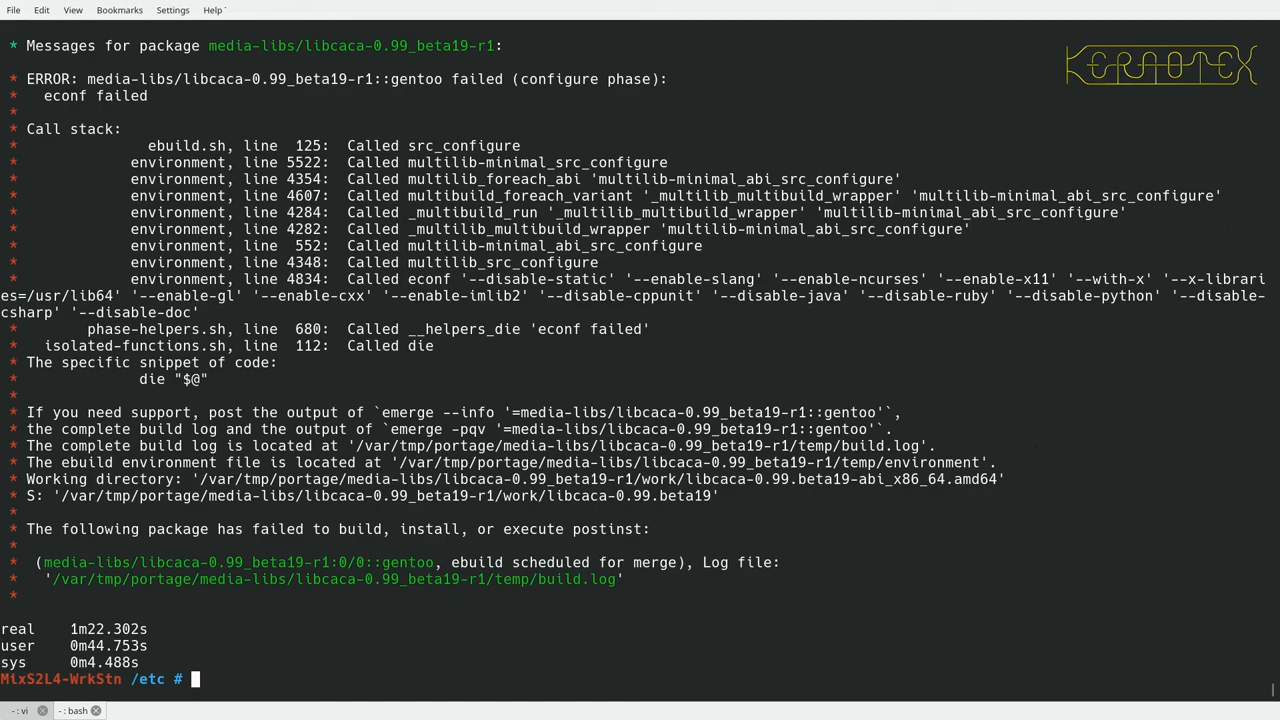 File Edit View Bookmarks Settings Help
* Messages for package media-libs/libcaca-0.99_beta19-r1:
KERNOTEX
* ERROR: media-libs/libcaca-0.99_beta19-r1::gentoo failed (configure phase):
*   econf failed
*
* Call stack:
*               ebuild.sh, line  125:  Called src_configure
*             environment, line 5522:  Called multilib-minimal_src_configure
*             environment, line 4354:  Called multilib_foreach_abi 'multilib-minimal_abi_src_configure'
*             environment, line 4607:  Called multibuild_foreach_variant '_multilib_multibuild_wrapper' 'multilib-minimal_abi_src_configure'
*             environment, line 4284:  Called _multibuild_run '_multilib_multibuild_wrapper' 'multilib-minimal_abi_src_configure'
*             environment, line 4282:  Called _multilib_multibuild_wrapper 'multilib-minimal_abi_src_configure'
*             environment, line  552:  Called multilib-minimal_abi_src_configure
*             environment, line 4348:  Called multilib_src_configure
*             environment, line 4834:  Called econf '--disable-static' '--enable-slang' '--enable-ncurses' '--enable-x11' '--with-x' '--x-librari
es=/usr/lib64' '--enable-gl' '--enable-cxx' '--enable-imlib2' '--disable-cppunit' '--disable-java' '--disable-ruby' '--disable-python' '--disable-
csharp' '--disable-doc'
*        phase-helpers.sh, line  680:  Called __helpers_die 'econf failed'
*   isolated-functions.sh, line  112:  Called die
* The specific snippet of code:
*              die "$@"
*
* If you need support, post the output of `emerge --info '=media-libs/libcaca-0.99_beta19-r1::gentoo'`,
* the complete build log and the output of `emerge -pqv '=media-libs/libcaca-0.99_beta19-r1::gentoo'`.
* The complete build log is located at '/var/tmp/portage/media-libs/libcaca-0.99_beta19-r1/temp/build.log'.
* The ebuild environment file is located at '/var/tmp/portage/media-libs/libcaca-0.99_beta19-r1/temp/environment'.
* Working directory: '/var/tmp/portage/media-libs/libcaca-0.99_beta19-r1/work/libcaca-0.99.beta19-abi_x86_64.amd64'
* S: '/var/tmp/portage/media-libs/libcaca-0.99_beta19-r1/work/libcaca-0.99.beta19'
*
* The following package has failed to build, install, or execute postinst:
*
*  (media-libs/libcaca-0.99_beta19-r1:0/0::gentoo, ebuild scheduled for merge), Log file:
*   '/var/tmp/portage/media-libs/libcaca-0.99_beta19-r1/temp/build.log'
*
real    1m22.302s
user    0m44.753s
sys     0m4.488s
MixS2L4-WrkStn /etc #
- : vi - : bash